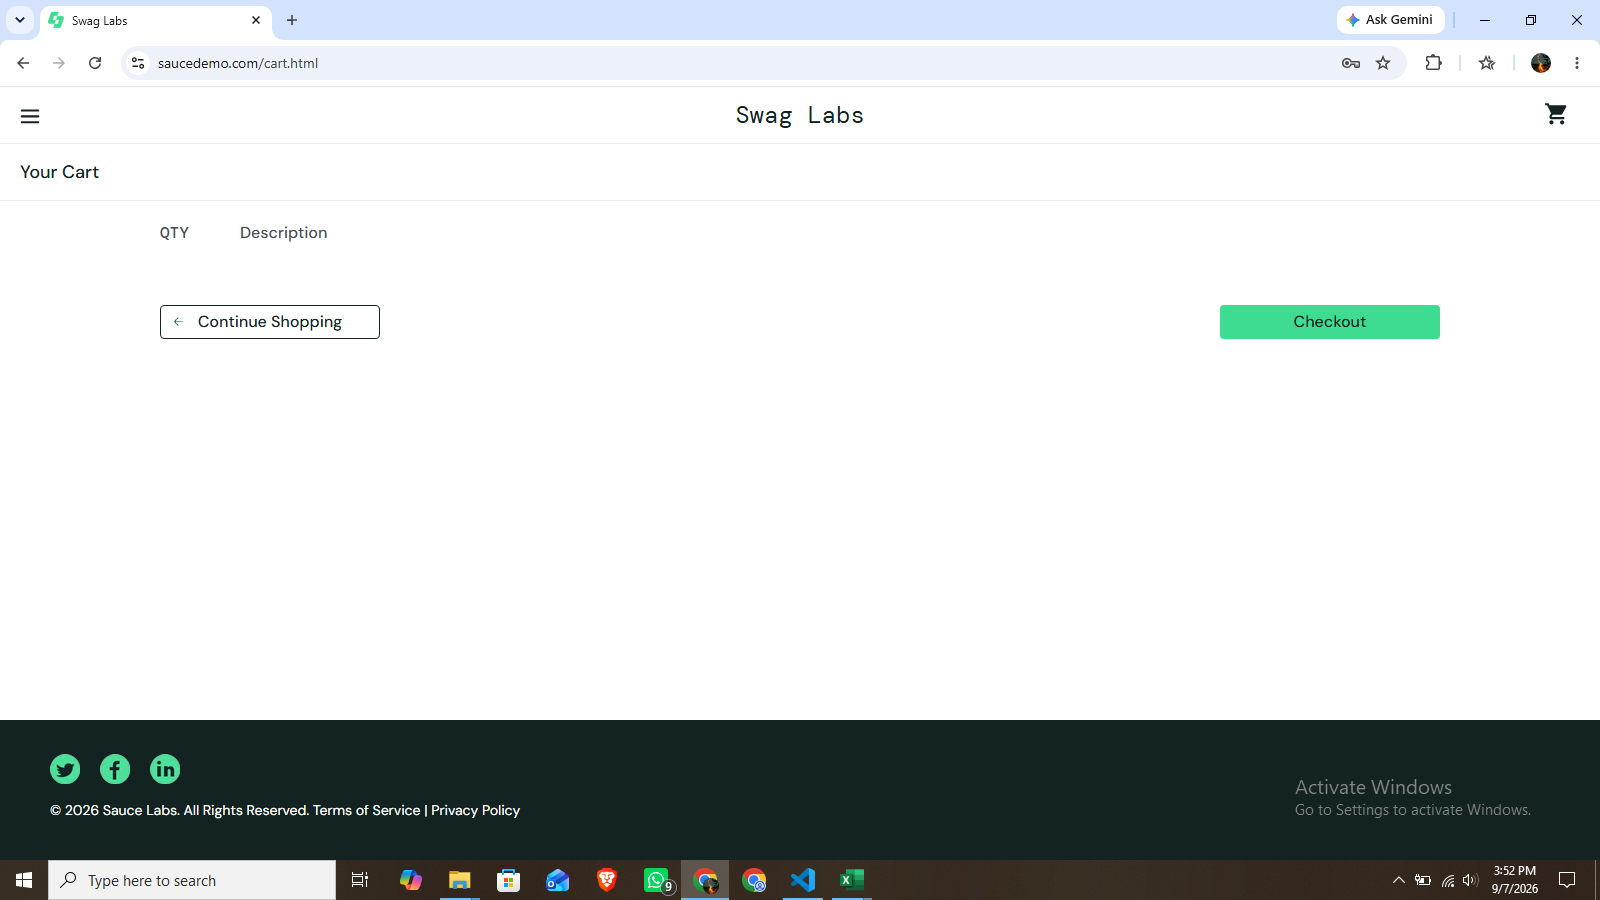 Swag Labs
Ask Gemini
saucedemo.com/cart.html
Swag Labs
Your Cart
QTY Description
Continue Shopping
Checkout
© 2026 Sauce Labs. All Rights Reserved. Terms of Service | Privacy Policy
Activate Windows
Go to Settings to activate Windows.
Type here to search
9
3:52 PM
9/7/2026